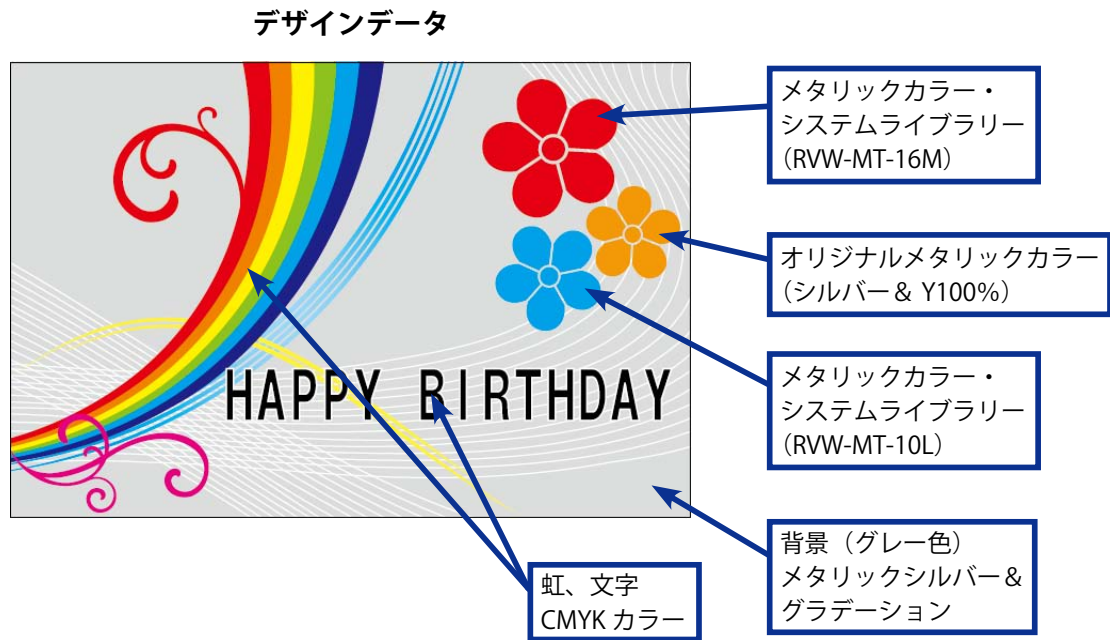 デザインデータ
メタリックカラー・
システムライブラリー
（RVW-MT-16M）
オリジナルメタリックカラー
（シルバー＆ Y100%）
メタリックカラー・
システムライブラリー
（RVW-MT-10L）
HAPPY BIRTHDAY
背景（グレー色）
メタリックシルバー＆
グラデーション
虹、文字
CMYK カラー